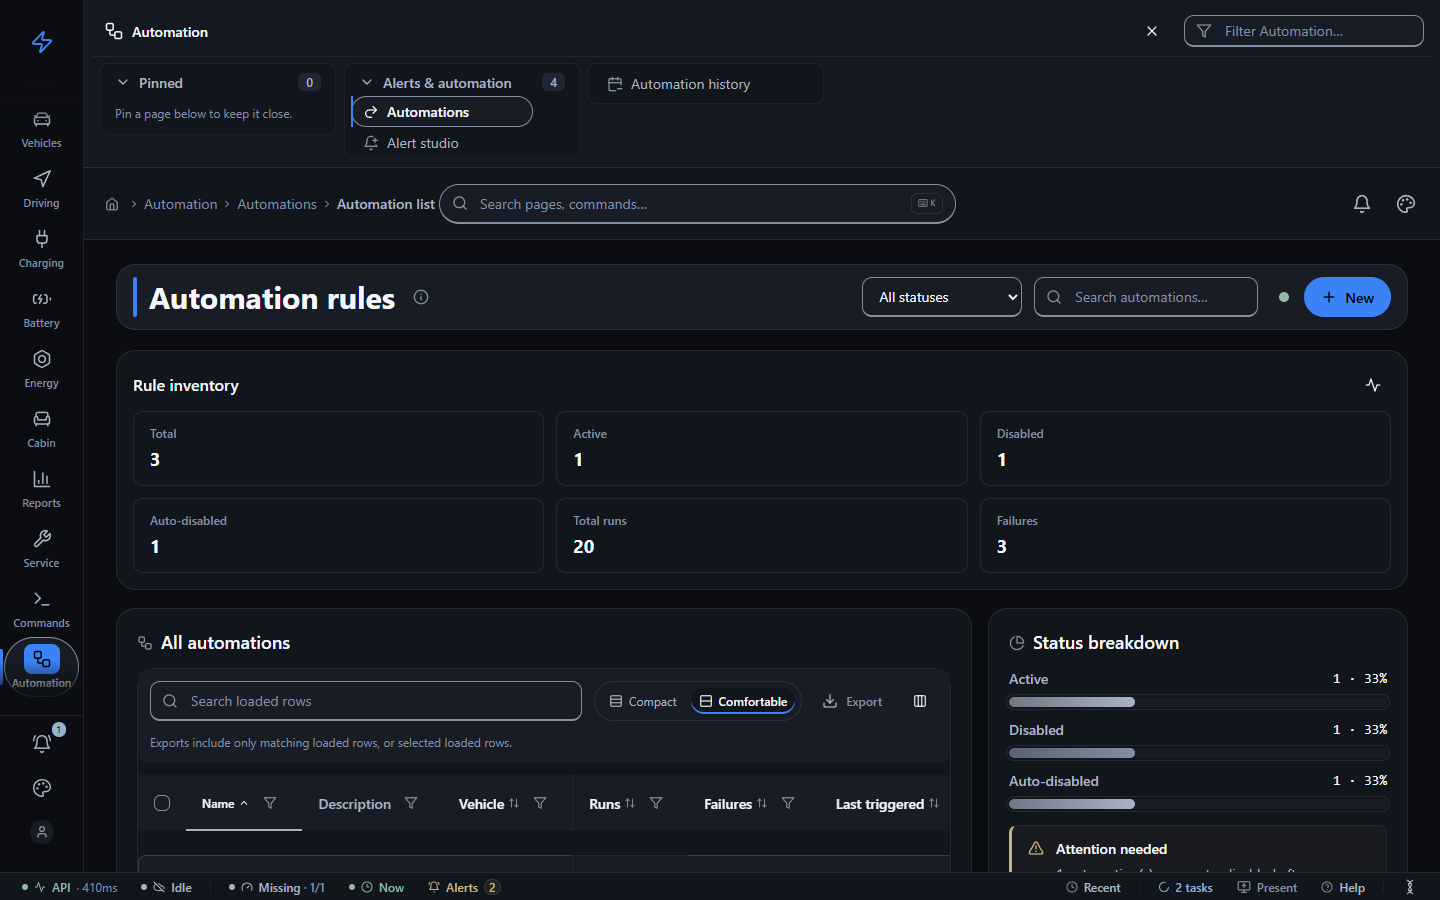 Automation
Filter Automation...
Pinned
0
Pin a page below to keep it close.
Alerts & automation
4
Automations
Alert studio
Automation history
Vehicles
Driving
Charging
Battery
Energy
Cabin
Reports
Service
Commands
Automation
1
Automation
Automations
Automation list
Search pages, commands...
K
Automation rules
All statuses
Search automations...
New
Rule inventory
Total
3
Active
1
Disabled
1
Auto-disabled
1
Total runs
20
Failures
3
All automations
Search loaded rows
Compact
Comfortable
Export
Exports include only matching loaded rows, or selected loaded rows.
Name
Description
Vehicle
Runs
Failures
Last triggered
Status breakdown
Active
1 · 33%
Disabled
1 · 33%
Auto-disabled
1 · 33%
Attention needed
API · 410ms
Idle
Missing · 1/1
Now
Alerts 2
Recent
2 tasks
Present
Help